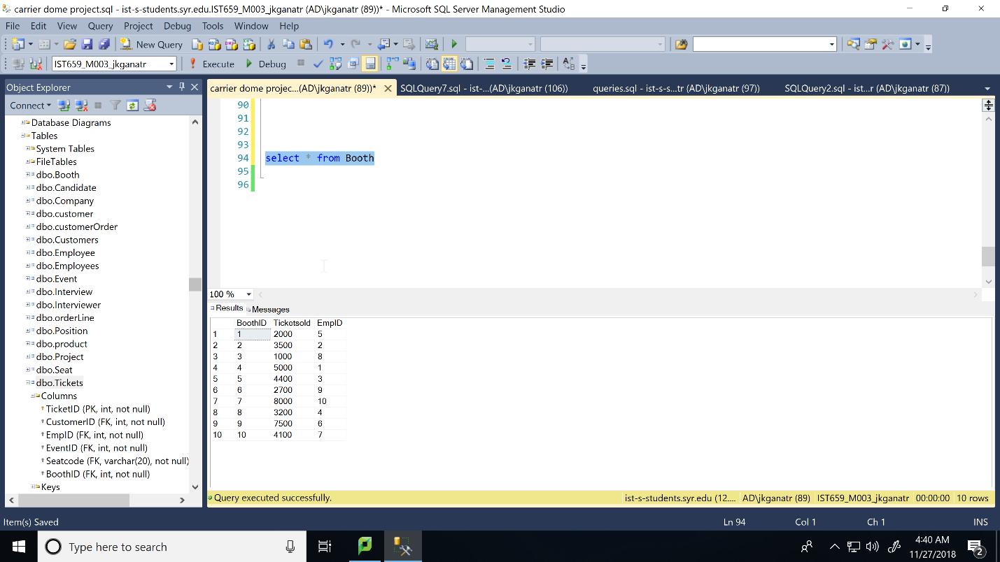 carrier dome project.sql - ist-s-students.syr.edu.IST659_M003_jkganatr (AD\jkganatr (89))* - Microsoft SQL Server Management Studio
File Edit View Query Project Debug Tools Window Help
New Query
IST659_M003_jkganatr Execute Debug
Object Explorer
carrier dome projec...(AD\jkganatr (89))* SQLQuery7.sql - ist-...(AD\jkganatr (106)) queries.sql - ist-s-s...tr (AD\jkganatr (97)) SQLQuery2.sql - ist...r (AD\jkganatr (87))
Connect
Database Diagrams
Tables
System Tables
FileTables
dbo.Booth
dbo.Candidate
dbo.Company
dbo.customer
dbo.customerOrder
dbo.Customers
dbo.Employee
dbo.Employees
dbo.Event
dbo.Interview
dbo.Interviewer
dbo.orderLine
dbo.Position
dbo.product
dbo.Project
dbo.Seat
dbo.Tickets
Columns
TicketID (PK, int, not null)
CustomerID (FK, int, not null)
EmpID (FK, int, not null)
EventID (FK, int, not null)
Seatcode (FK, varchar(20), not null)
BoothID (FK, int, not null)
Keys
90
91
92
93
94 select * from Booth
95
96
100 %
Results Messages
BoothID Ticketsold EmpID
1 1 2000 5
2 2 3500 2
3 3 1000 8
4 4 5000 1
5 5 4400 3
6 6 2700 9
7 7 8000 10
8 8 3200 4
9 9 7500 6
10 10 4100 7
Query executed successfully. ist-s-students.syr.edu (12.... AD\jkganatr (89) IST659_M003_jkganatr 00:00:00 10 rows
Item(s) Saved Ln 94 Col 1 Ch 1 INS
Type here to search
4:40 AM
11/27/2018
2